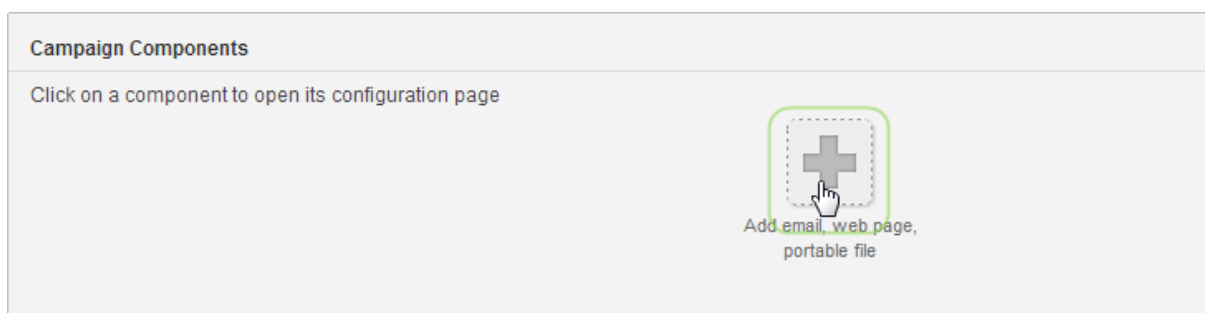 Campaign Components
Click on a component to open its configuration page
Add email, web page,
portable file